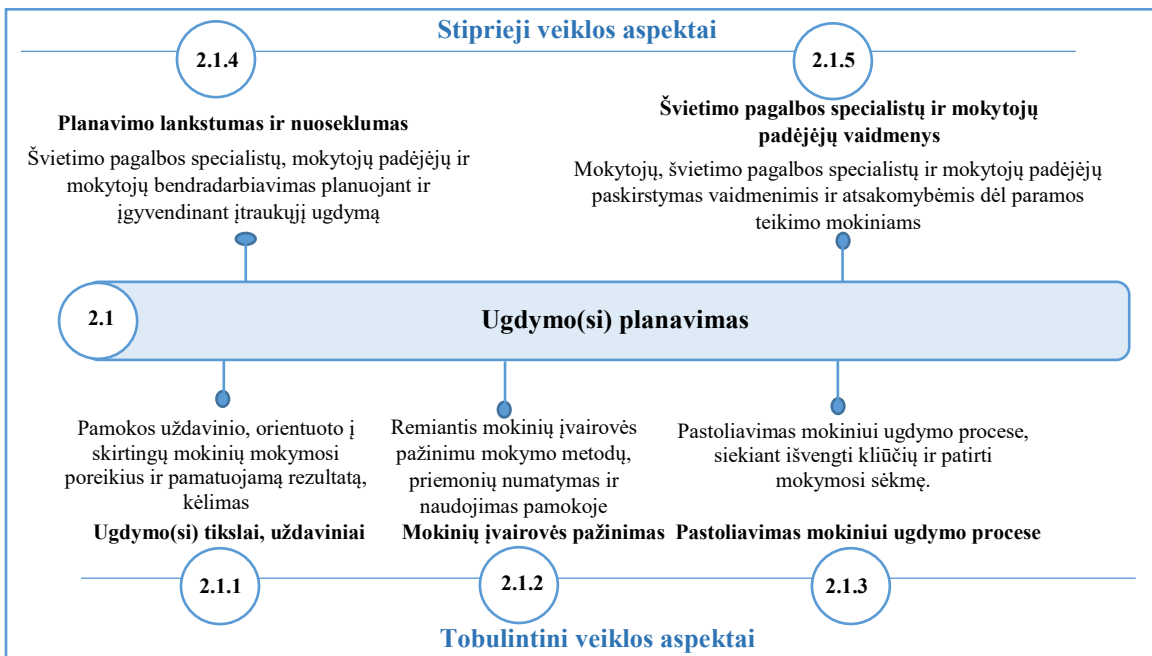 Stiprieji veiklos aspektai
2.1.4
2.1.5
Planavimo lankstumas ir nuoseklumas
Švietimo pagalbos specialistų, mokytojų padėjėjų ir
mokytojų bendradarbiavimas planuojant ir
įgyvendinant įtraukųjį ugdymą
Švietimo pagalbos specialistų ir mokytojų
padėjėjų vaidmenys
Mokytojų, švietimo pagalbos specialistų ir mokytojų padėjėjų
paskirstymas vaidmenimis ir atsakomybėmis dėl paramos
teikimo mokiniams
2.1
Ugdymo(si) planavimas
Pamokos uždavinio, orientuoto į
skirtingų mokinių mokymosi
poreikius ir pamatuojamą rezultatą,
kėlimas
Ugdymo(si) tikslai, uždaviniai
2.1.1
Remiantis mokinių įvairovės
pažinimu mokymo metodų,
priemonių numatymas ir
naudojimas pamokoje
Mokinių įvairovės pažinimas
2.1.2
Pastoliavimas mokiniui ugdymo procese,
siekiant išvengti kliūčių ir patirti
mokymosi sėkmę.
Pastoliavimas mokiniui ugdymo procese
2.1.3
Tobulintini veiklos aspektai